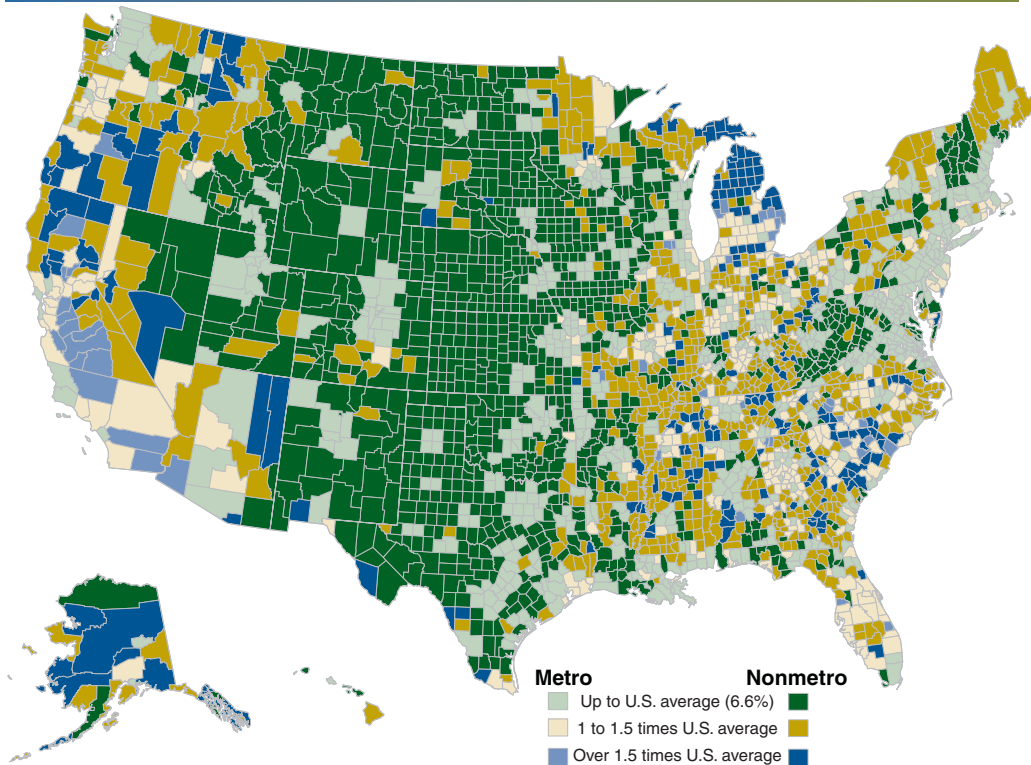 Metro Nonmetro
Up to U.S. average (6.6%)
1 to 1.5 times U.S. average
Over 1.5 times U.S. average